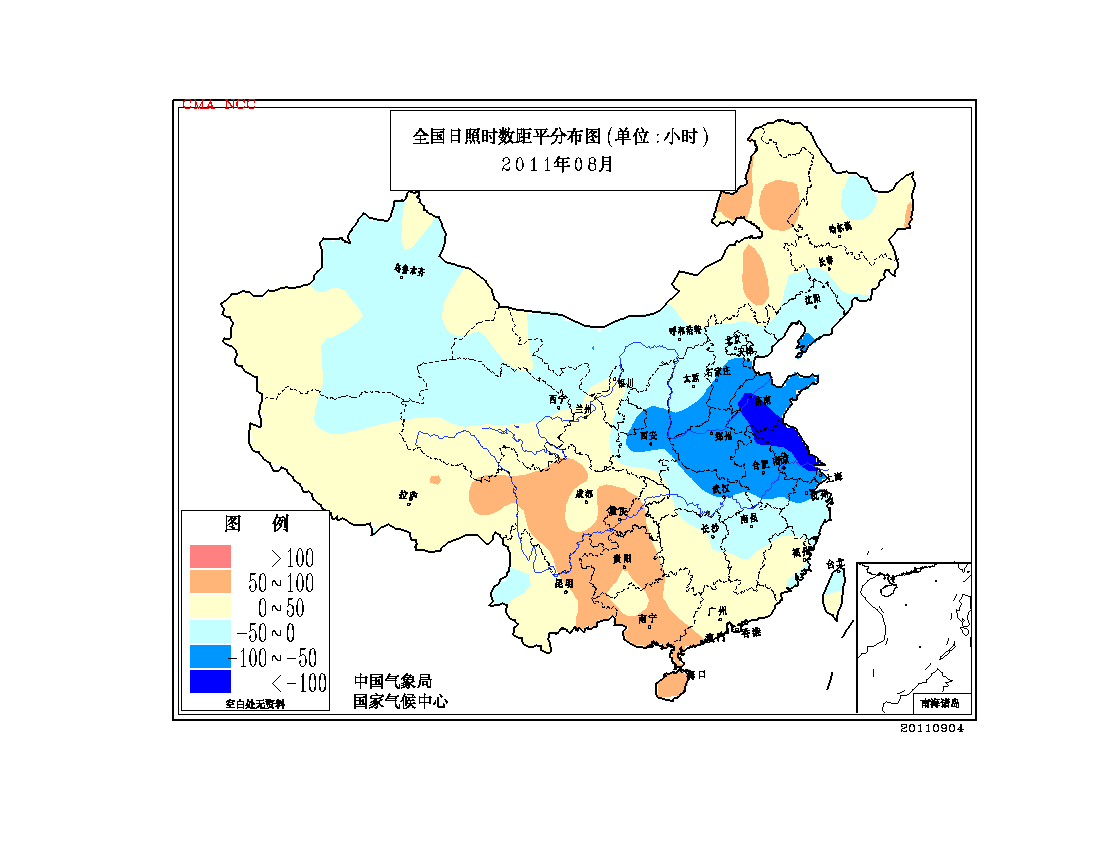 CMA NCC
全国日照时数距平分布图(单位:小时)
2011年08月
哈尔滨
长春
乌鲁木齐
沈阳
呼和浩特
北京
天津
银川
太原
石家庄
西宁
兰州
济南
西安
郑州
合肥
南京
上海
拉萨
成都
武汉
杭州
重庆
长沙
南昌
贵阳
福州
台北
昆明
南宁
广州
澳门
香港
海口
图 例
>100
50~100
0~50
-50~0
-100~-50
<-100
空白处无资料
中国气象局
国家气候中心
南海诸岛
20110904